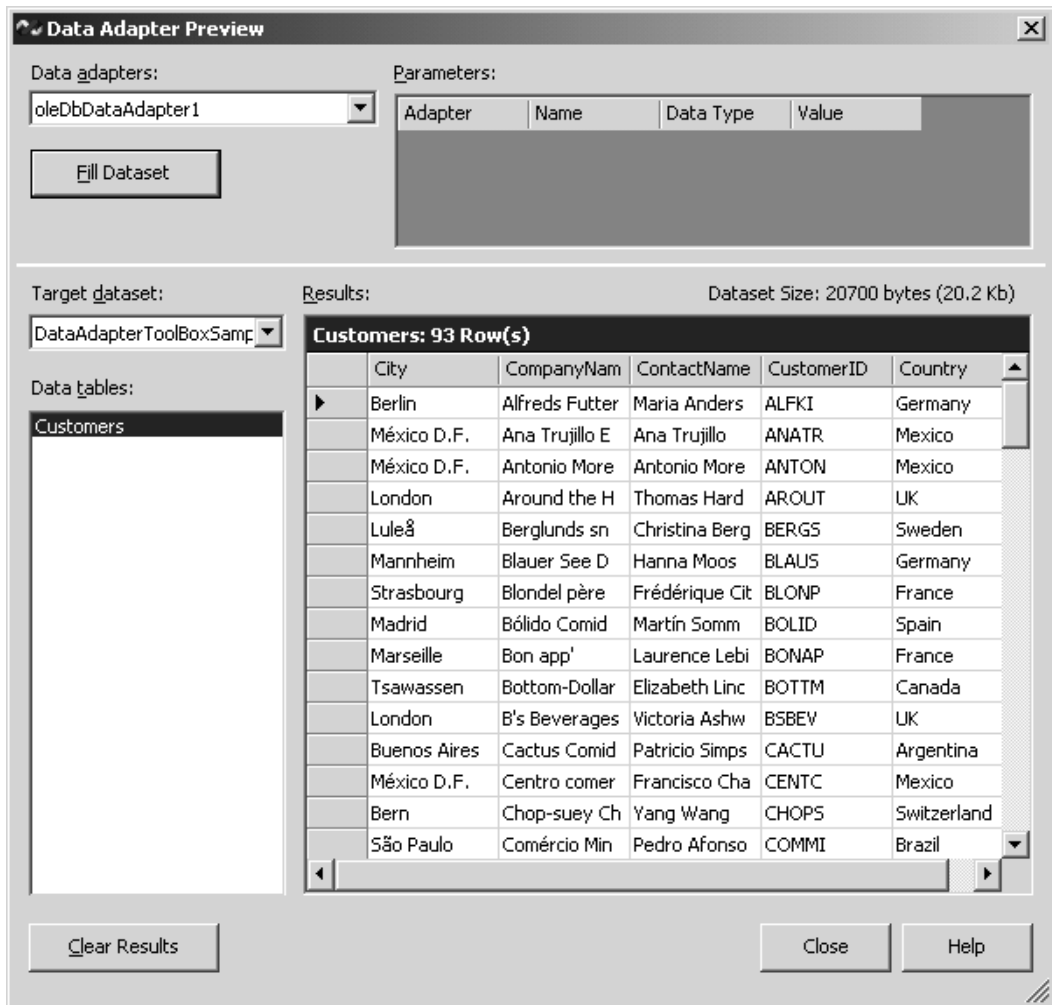 Data Adapter Preview
Data adapters: Parameters:
oleDbDataAdapter1
Adapter Name Data Type Value
Fill Dataset
Target dataset: Results: Dataset Size: 20700 bytes (20.2 Kb)
DataAdapterToolBoxSamp
Customers: 93 Row(s)
City CompanyNam ContactName CustomerID Country
Data tables:
Customers
Berlin Alfreds Futter Maria Anders ALFKI Germany
México D.F. Ana Trujillo E Ana Trujillo ANATR Mexico
México D.F. Antonio More Antonio More ANTON Mexico
London Around the H Thomas Hard AROUT UK
Luleå Berglunds sn Christina Berg BERGS Sweden
Mannheim Blauer See D Hanna Moos BLAUS Germany
Strasbourg Blondel père Frédérique Cit BLONP France
Madrid Bólido Comid Martín Somm BOLID Spain
Marseille Bon app' Laurence Lebi BONAP France
Tsawassen Bottom-Dollar Elizabeth Linc BOTTM Canada
London B's Beverages Victoria Ashw BSBEV UK
Buenos Aires Cactus Comid Patricio Simps CACTU Argentina
México D.F. Centro comer Francisco Cha CENTC Mexico
Bern Chop-suey Ch Yang Wang CHOPS Switzerland
São Paulo Comércio Min Pedro Afonso COMMI Brazil
Clear Results Close Help